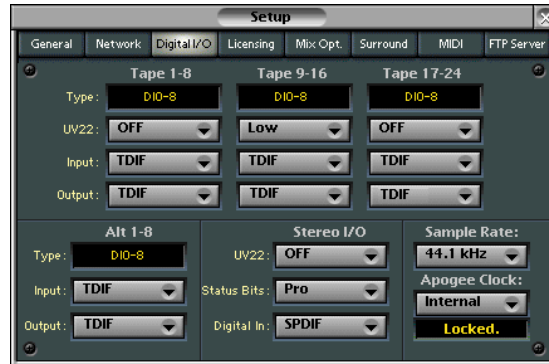 Setup
General Network Digital I/O Licensing Mix Opt. Surround MIDI FTP Server
Tape 1-8 Tape 9-16 Tape 17-24
Type: DIO-8 DIO-8 DIO-8
UV22: OFF Low OFF
Input: TDIF TDIF TDIF
Output: TDIF TDIF TDIF
Alt 1-8 Stereo I/O Sample Rate:
Type: DIO-8 UV22: OFF 44.1 kHz
Apogee Clock:
Input: TDIF Status Bits: Pro Internal
Output: TDIF Digital In: SPDIF Locked.